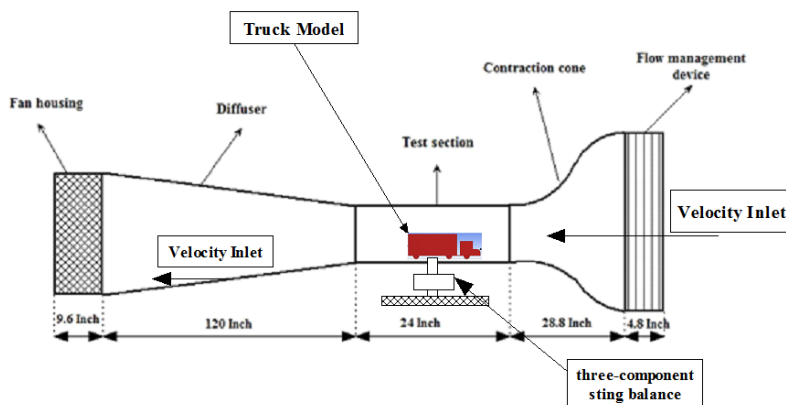 Truck Model
Flow management
device
Contraction cone
Fan housing
Diffuser
Test section
Velocity Inlet
Velocity Inlet
9.6 Inch
120 Inch
24 Inch
28.8 Inch
4.8 Inch
three-component
sting balance